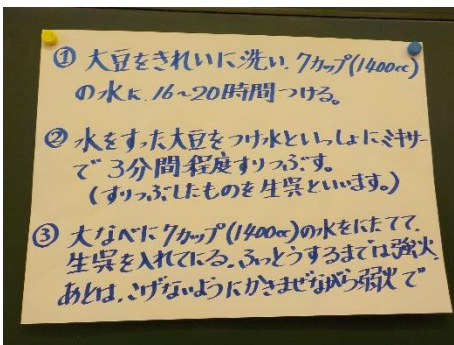 ① 大豆をきれいに洗い、7カップ(1400cc)
の水に、16~20時間つける。
② 水をすった大豆をつけ水といっしょにミキサー
で3分間程度すりつぶす。
(すりつぶしたものを生呉といいます。)
③ 大なべに7カップ(1400cc)の水をにたてて、
生呉を入れてにる。ふっとうするまでは強火、
あとは、こげないようにかきまぜながら弱火で